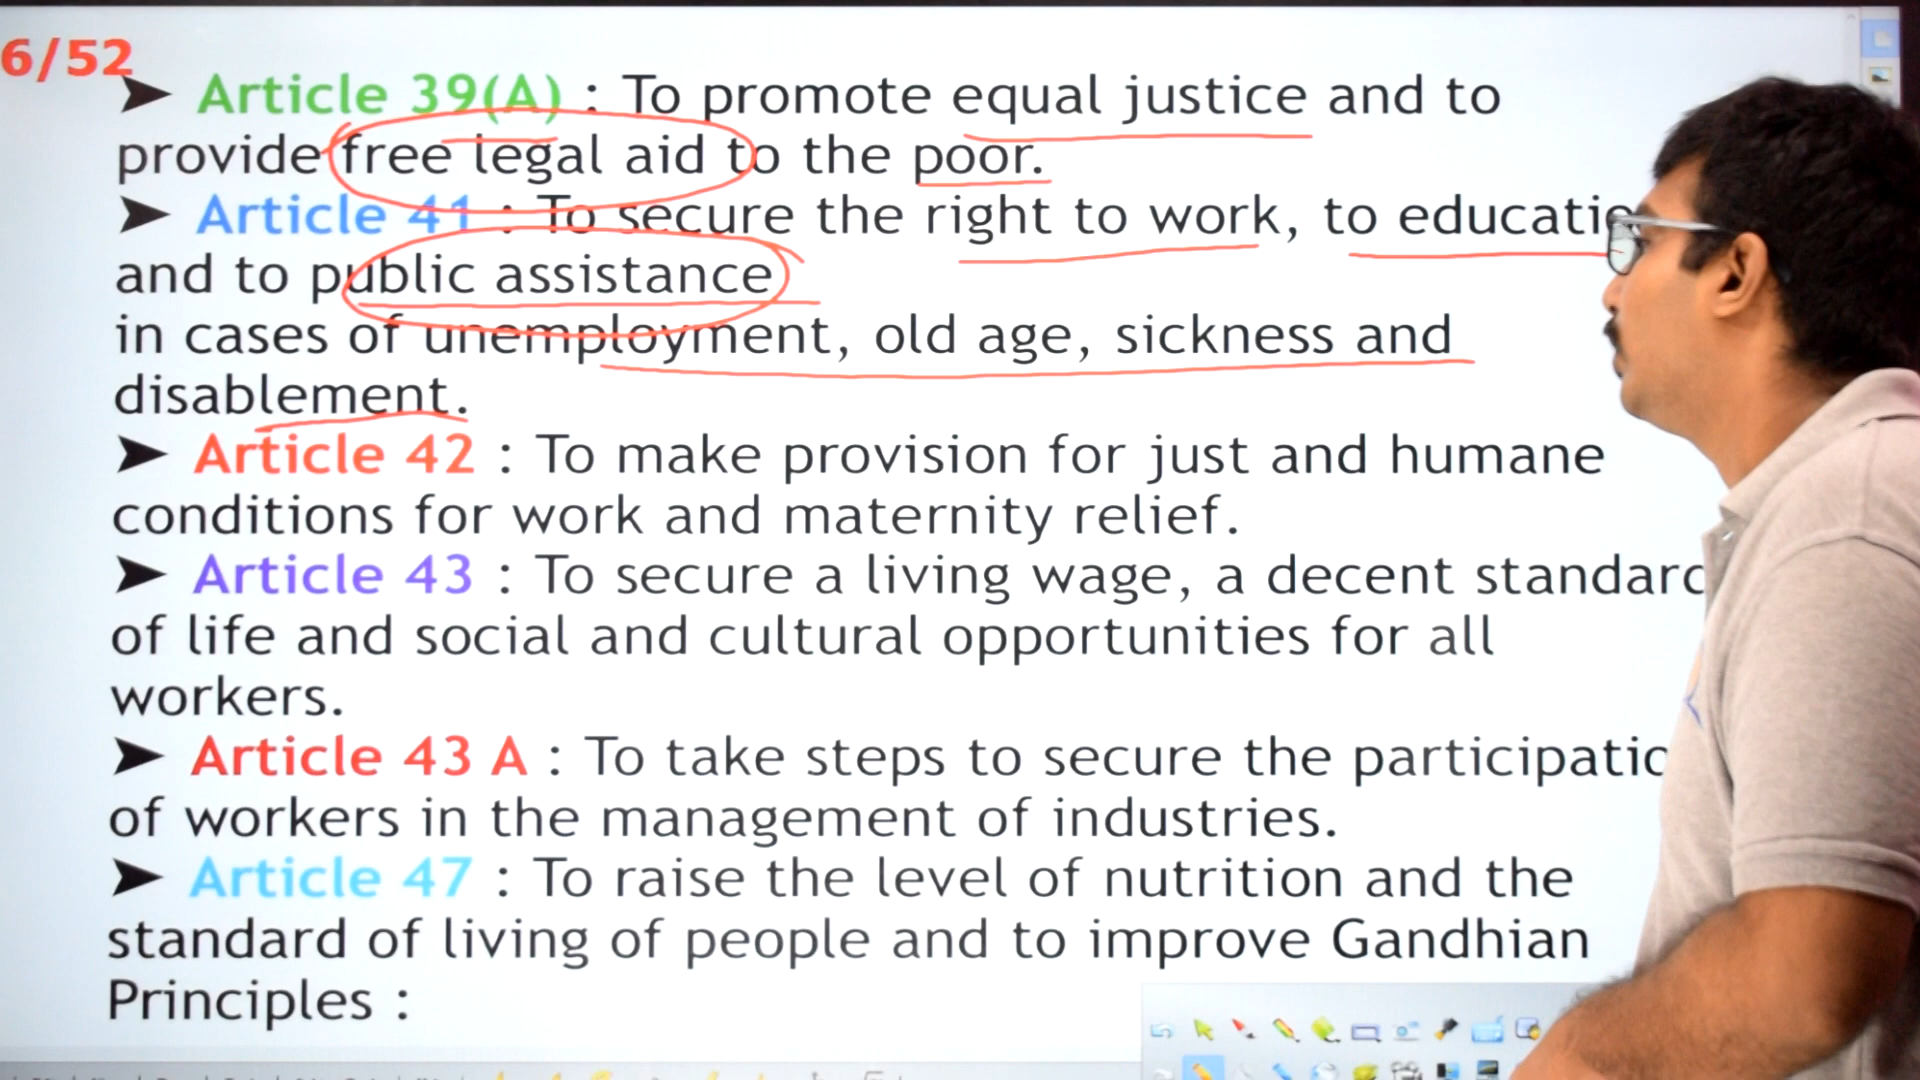 6/52
➤ Article 39(A) : To promote equal justice and to
provide free legal aid to the poor.
➤ Article 41 : To secure the right to work, to educatio
and to public assistance
in cases of unemployment, old age, sickness and
disablement.
➤ Article 42 : To make provision for just and humane
conditions for work and maternity relief.
➤ Article 43 : To secure a living wage, a decent standard
of life and social and cultural opportunities for all
workers.
➤ Article 43 A : To take steps to secure the participatio
of workers in the management of industries.
➤ Article 47 : To raise the level of nutrition and the
standard of living of people and to improve Gandhian
Principles :